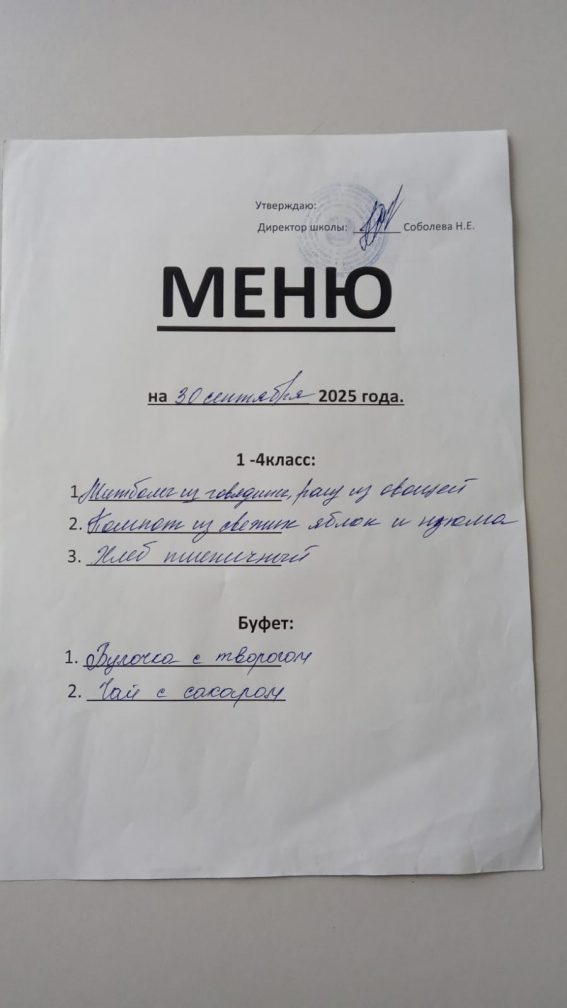 Утверждаю:
Директор школы: Соболева Н.Е.
МЕНЮ
на 30 сентября 2025 года.
1 -4класс:
1. Митболы из говядины, рагу из овощей
2. Компот из свежих яблок и изюма
3. Хлеб пшеничный
Буфет:
1. Булочка с творогом
2. Чай с сахаром